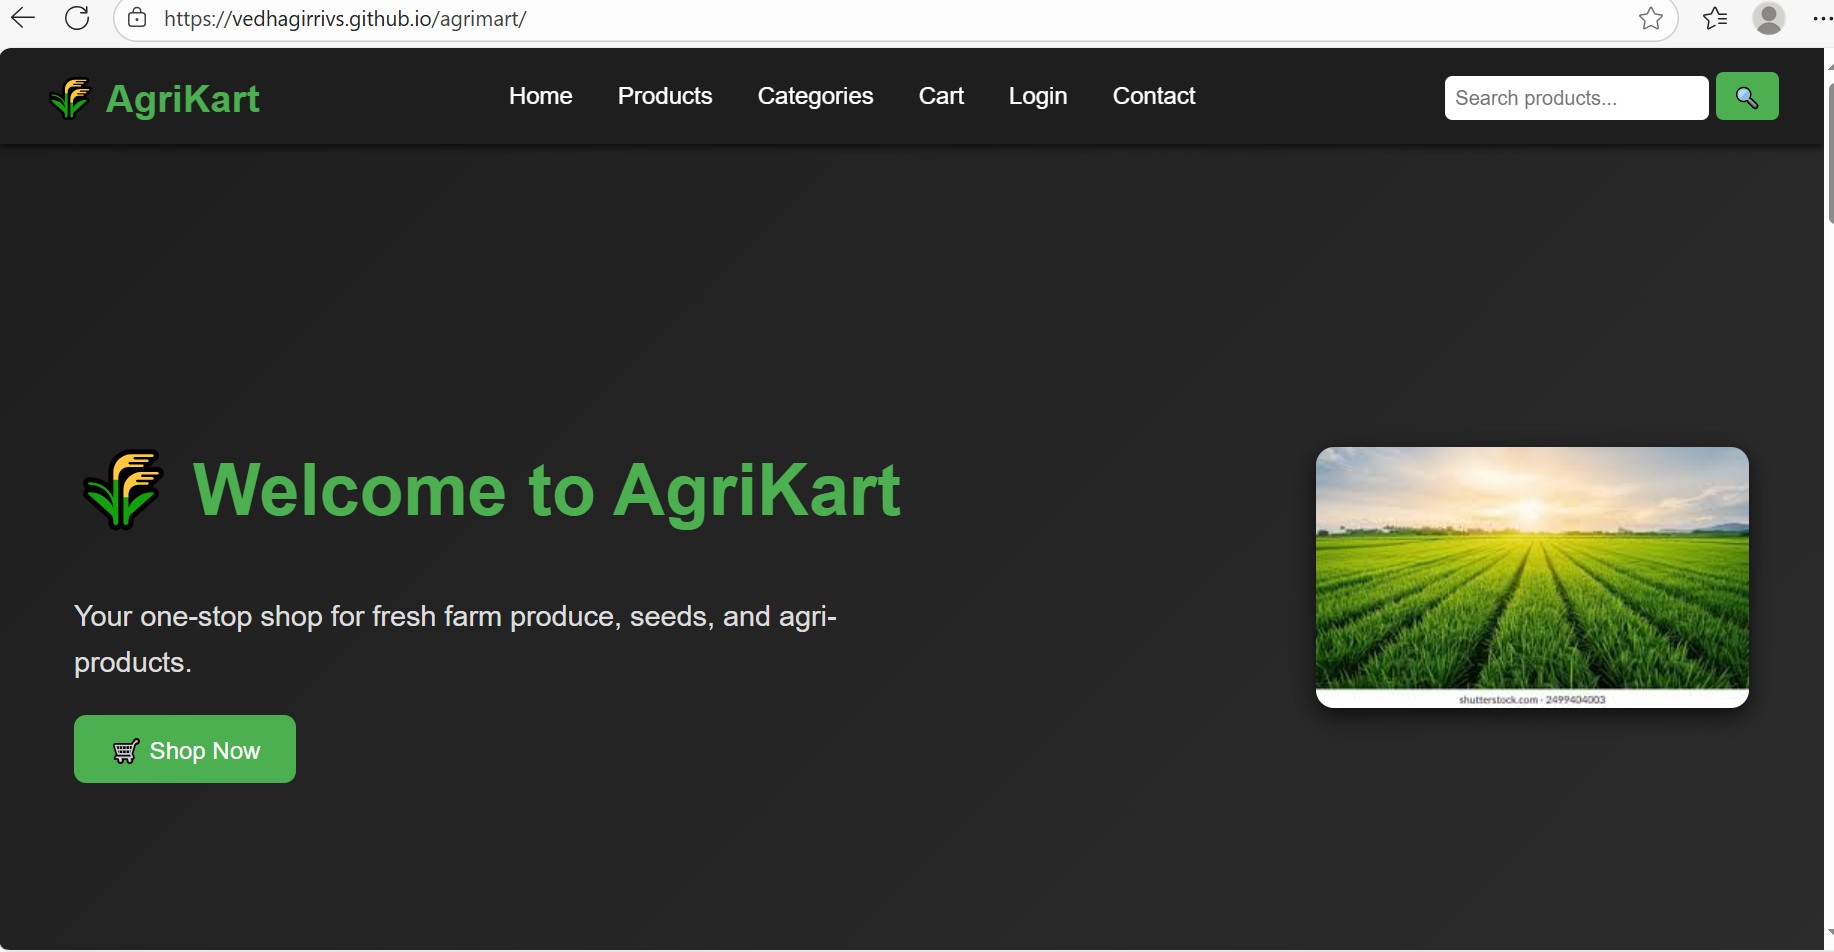 https://vedhagirrivs.github.io/agrimart/
AgriKart
Home Products Categories Cart Login Contact
Search products...
Welcome to AgriKart
Your one-stop shop for fresh farm produce, seeds, and agri-
products.
Shop Now
shutterstock.com · 2499404003